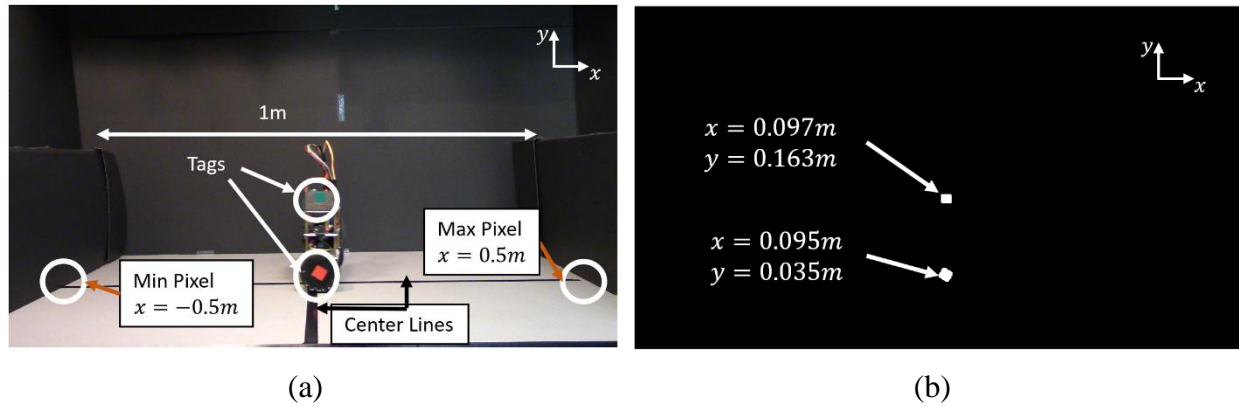 y
x
1m
Tags
Max Pixel
x = 0.5m
Min Pixel
x = −0.5m
Center Lines
(a)
y
x
x = 0.097m
y = 0.163m
x = 0.095m
y = 0.035m
(b)